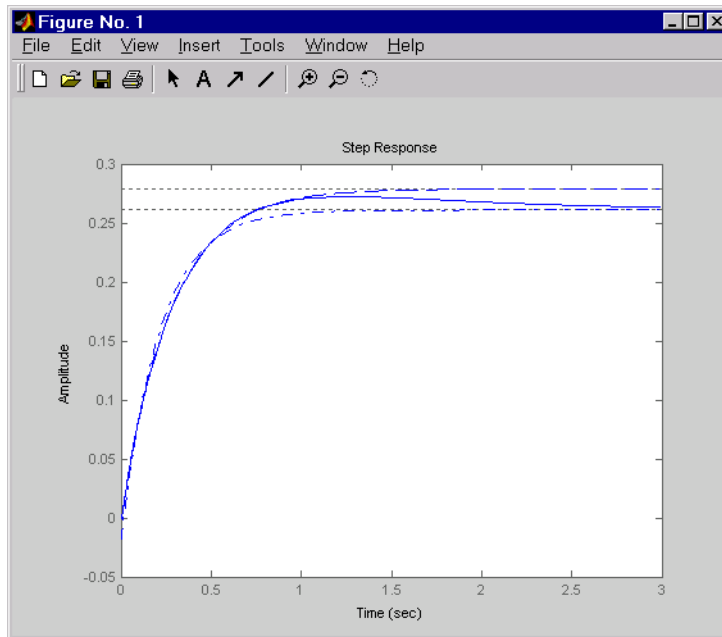 Figure No. 1
File Edit View Insert Tools Window Help
A
Step Response
0.3
0.25
0.2
0.15
0.1
0.05
0
-0.05
Amplitude
0 0.5 1 1.5 2 2.5 3
Time (sec)